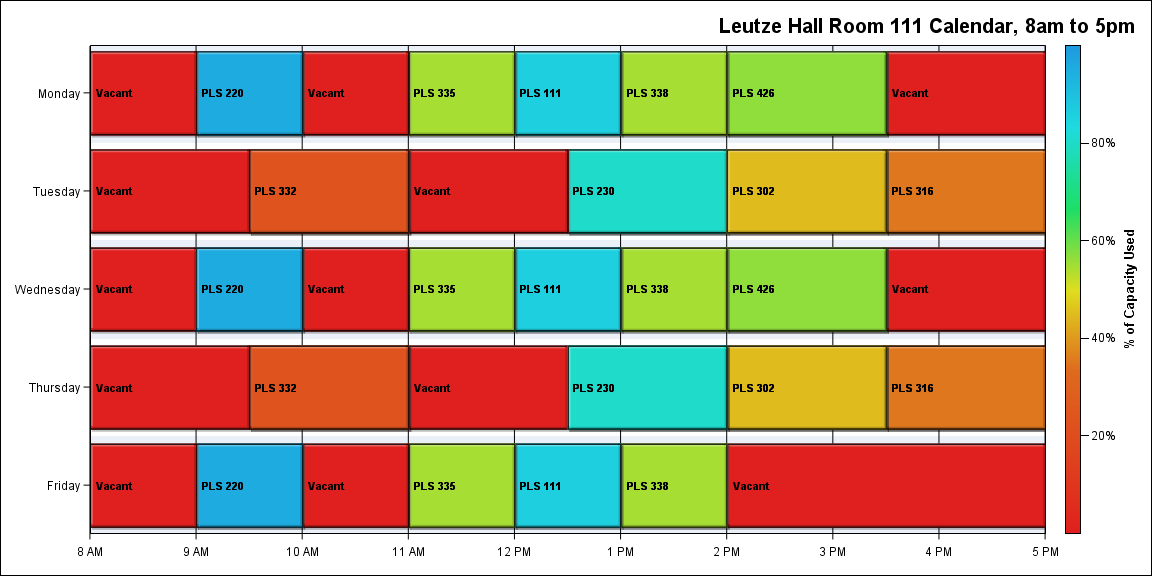 Leutze Hall Room 111 Calendar, 8am to 5pm
Monday
Vacant
PLS 220
Vacant
PLS 335
PLS 111
PLS 338
PLS 426
Vacant
Tuesday
Vacant
PLS 332
Vacant
PLS 230
PLS 302
PLS 316
Wednesday
Vacant
PLS 220
Vacant
PLS 335
PLS 111
PLS 338
PLS 426
Vacant
Thursday
Vacant
PLS 332
Vacant
PLS 230
PLS 302
PLS 316
Friday
Vacant
PLS 220
Vacant
PLS 335
PLS 111
PLS 338
Vacant
8 AM
9 AM
10 AM
11 AM
12 PM
1 PM
2 PM
3 PM
4 PM
5 PM
80%
60%
40%
20%
% of Capacity Used